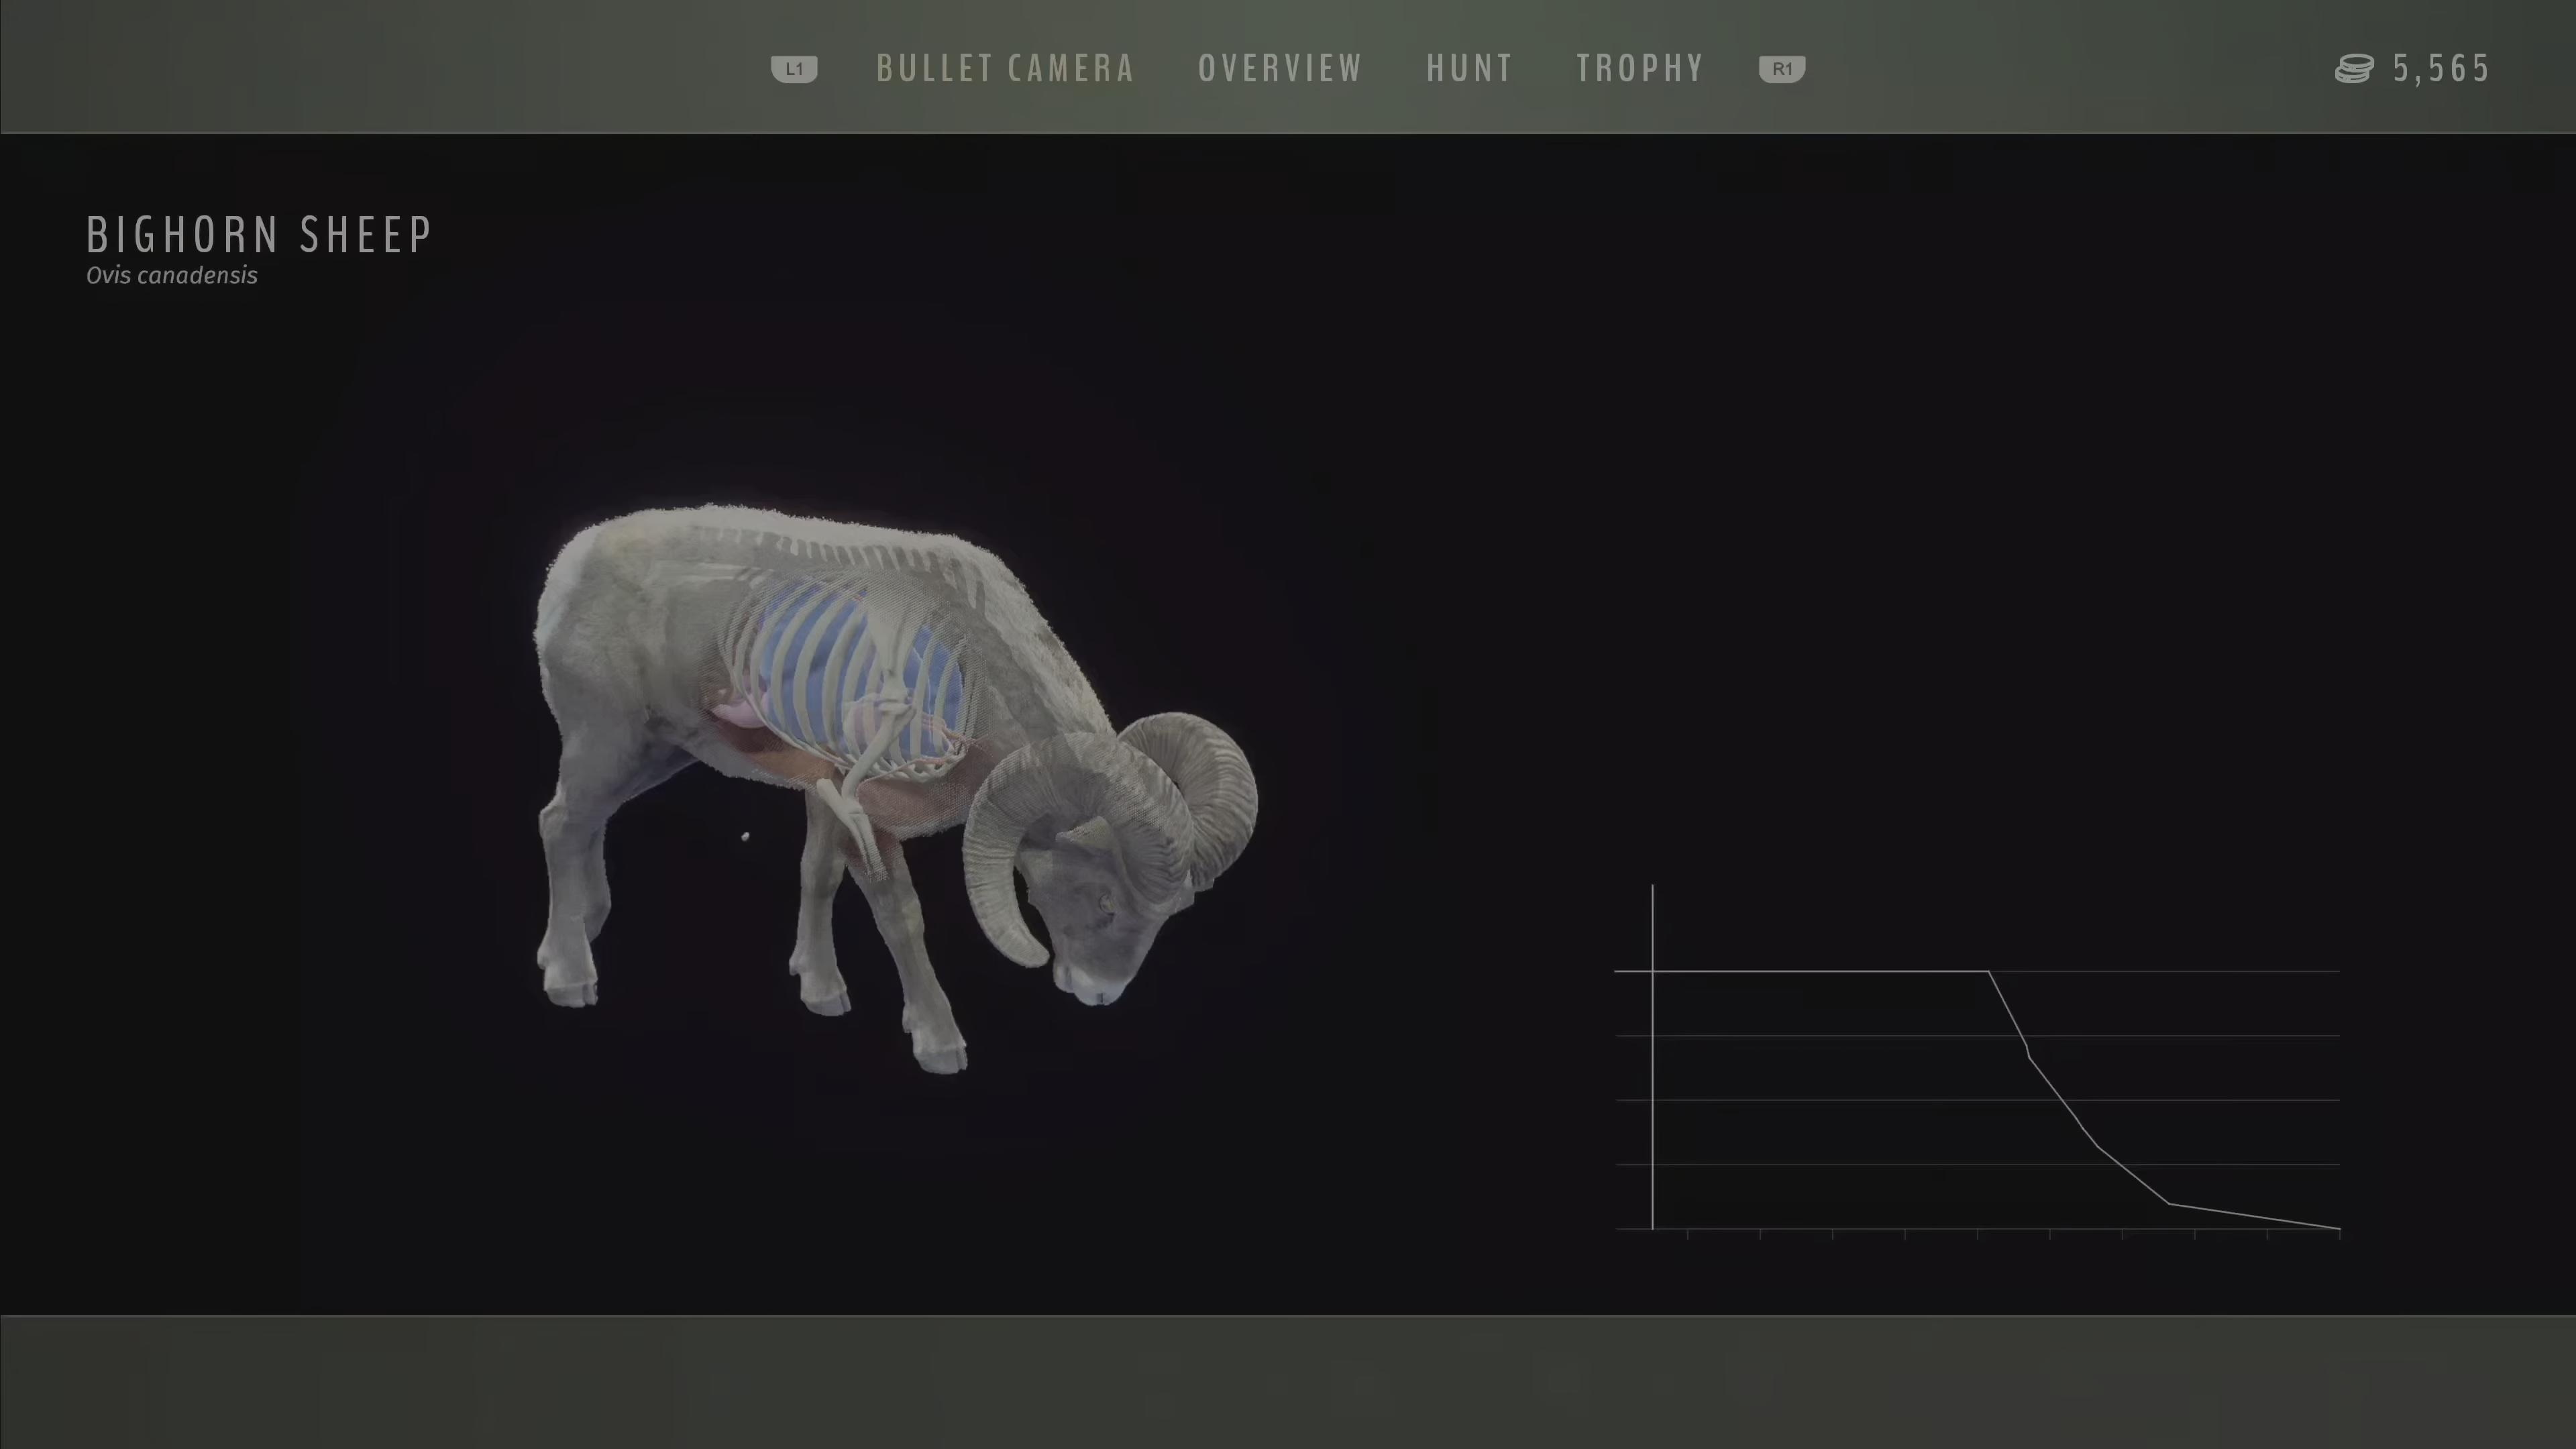 L1 BULLET CAMERA OVERVIEW HUNT TROPHY R1 5,565
BIGHORN SHEEP
Ovis canadensis